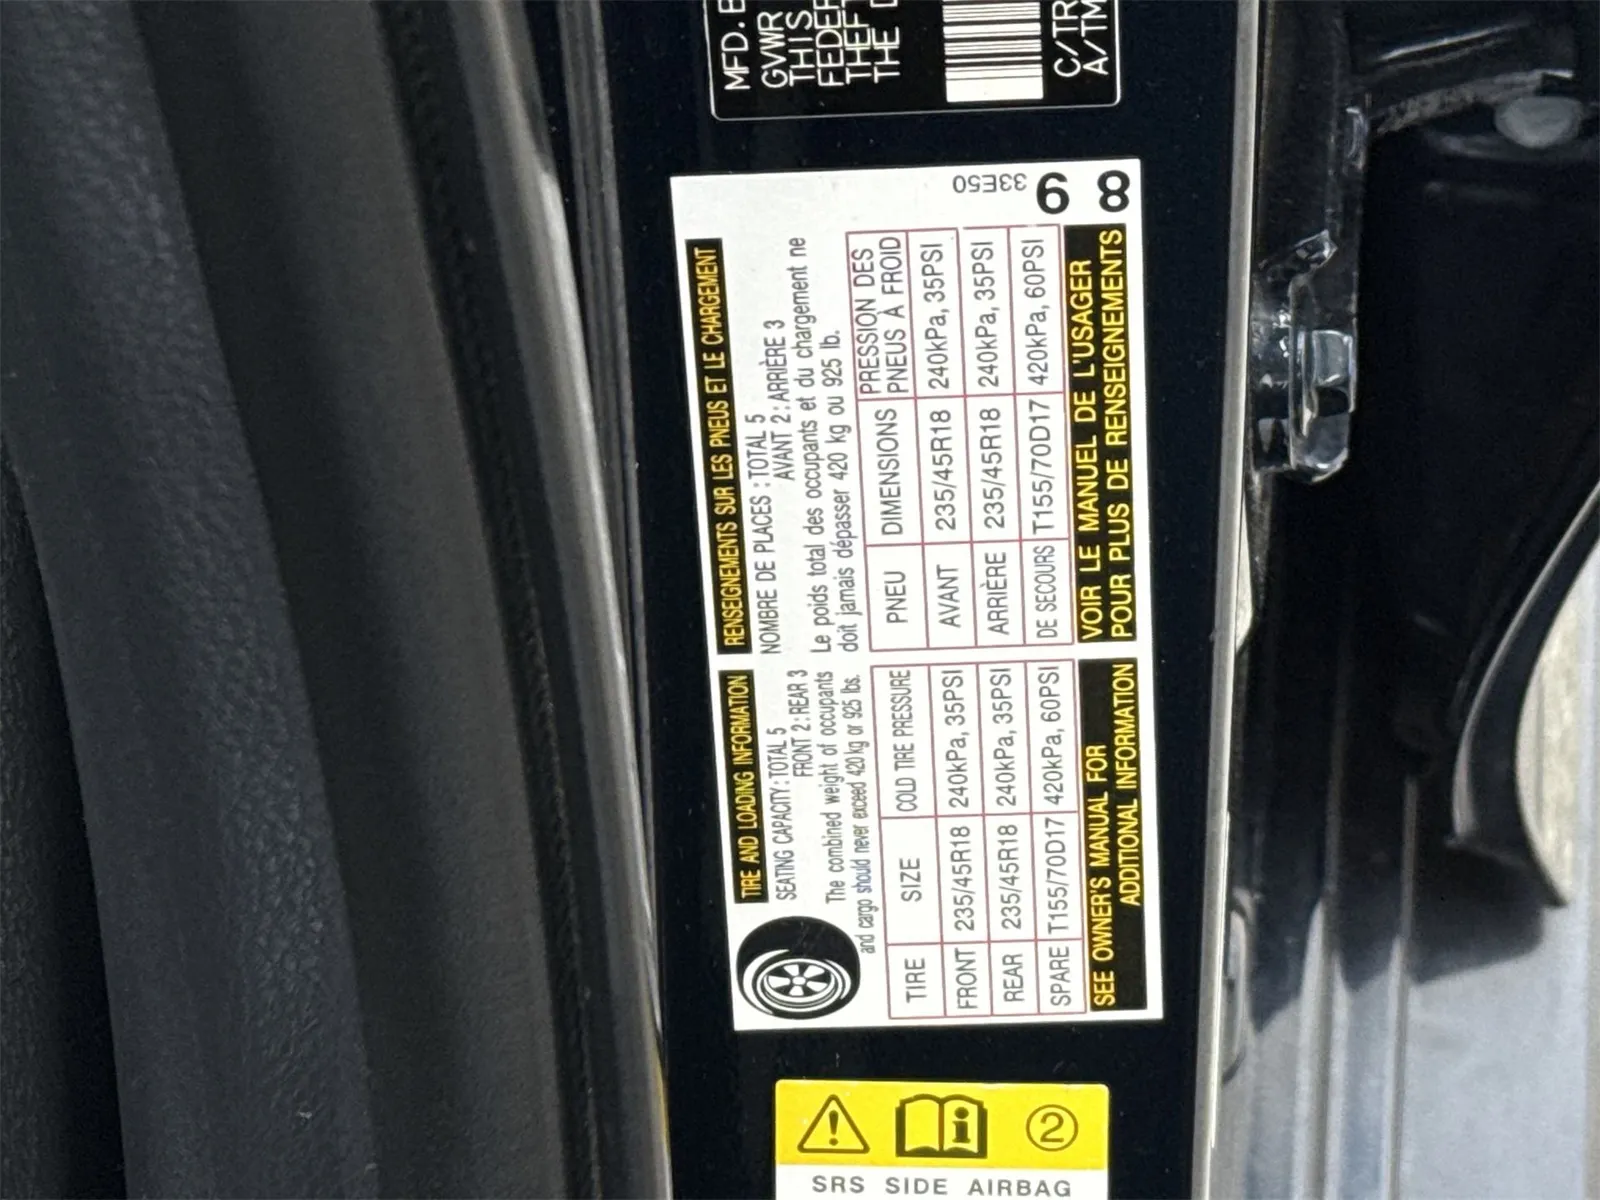 MFD. B
GVWR
THIS
FEDER
THEF
THE
C/TR
A/TM
TIRE AND LOADING INFORMATION
SEATING CAPACITY : TOTAL 5
FRONT 2 : REAR 3
The combined weight of occupants
and cargo should never exceed 420 kg or 925 lbs.
TIRE SIZE COLD TIRE PRESSURE
FRONT 235/45R18 240kPa, 35PSI
REAR 235/45R18 240kPa, 35PSI
SPARE T155/70D17 420kPa, 60PSI
SEE OWNER'S MANUAL FOR
ADDITIONAL INFORMATION
RENSEIGNEMENTS SUR LES PNEUS ET LE CHARGEMENT
NOMBRE DE PLACES : TOTAL 5
AVANT 2 : ARRIÈRE 3
Le poids total des occupants et du chargement ne
doit jamais dépasser 420 kg ou 925 lb.
PNEU DIMENSIONS PRESSION DES
PNEUS À FROID
AVANT 235/45R18 240kPa, 35PSI
ARRIÈRE 235/45R18 240kPa, 35PSI
DE SECOURS T155/70D17 420kPa, 60PSI
VOIR LE MANUEL DE L'USAGER
POUR PLUS DE RENSEIGNEMENTS
33E50
6
8
2
SRS SIDE AIRBAG